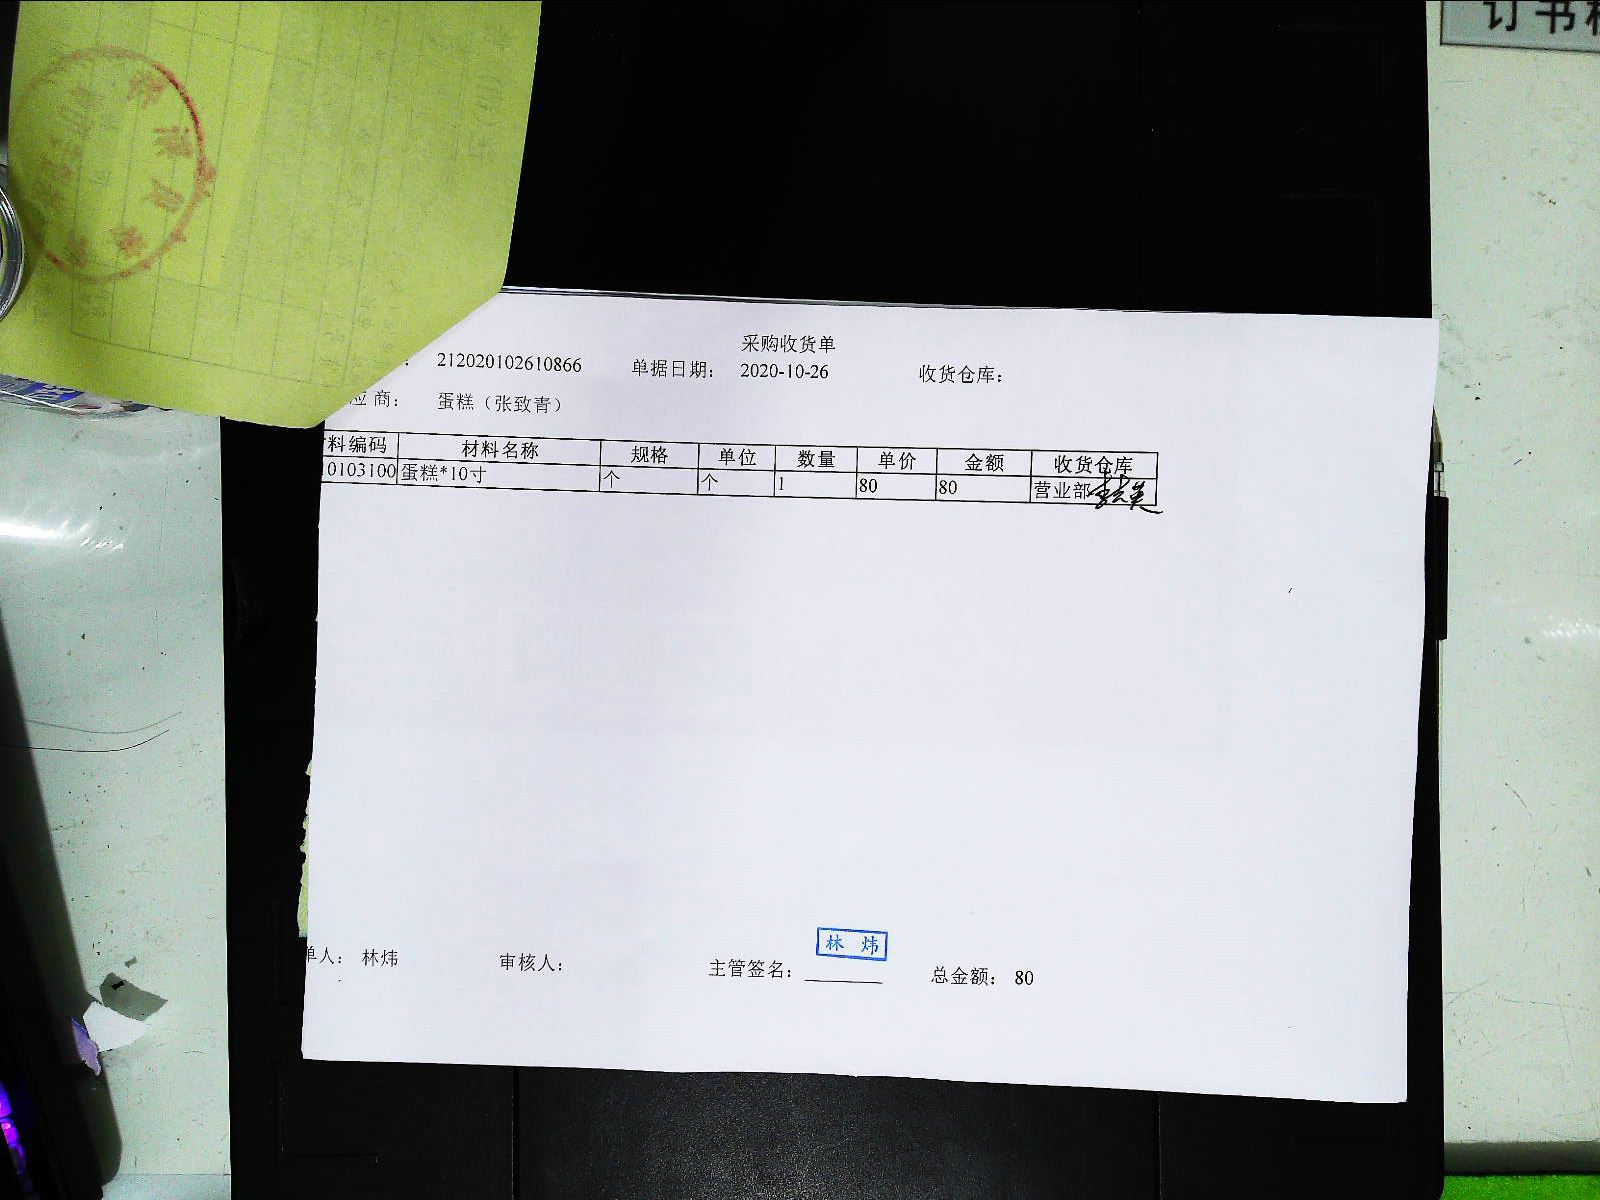 订书
采购收货单
：212020102610866 单据日期： 2020-10-26 收货仓库：
应商： 蛋糕（张致青）
料编码 材料名称 规格 单位 数量 单价 金额 收货仓库
10103100 蛋糕*10寸 个 个 1 80 80 营业部
林 炜
单人： 林炜 审核人： 主管签名： 总金额： 80